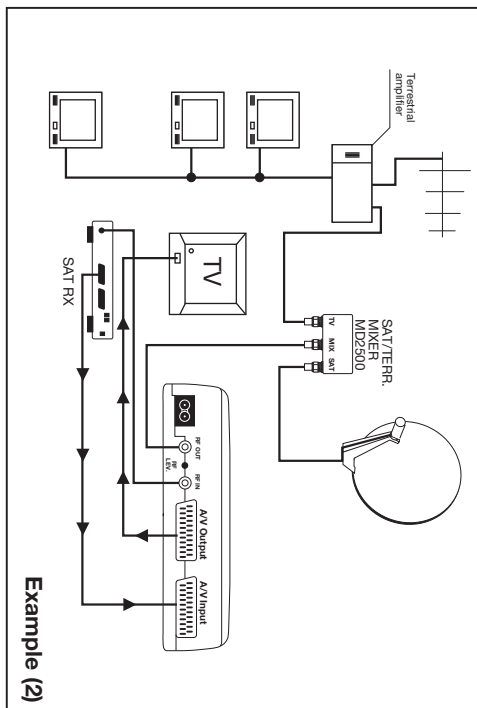 Terrestrial
amplifier
SAT/TERR.
MIXER
MD2500
TV
MIX
SAT
TV
SAT RX
RF OUT
RF
LEV.
RF IN
A/V Output
A/V Input
Example (2)